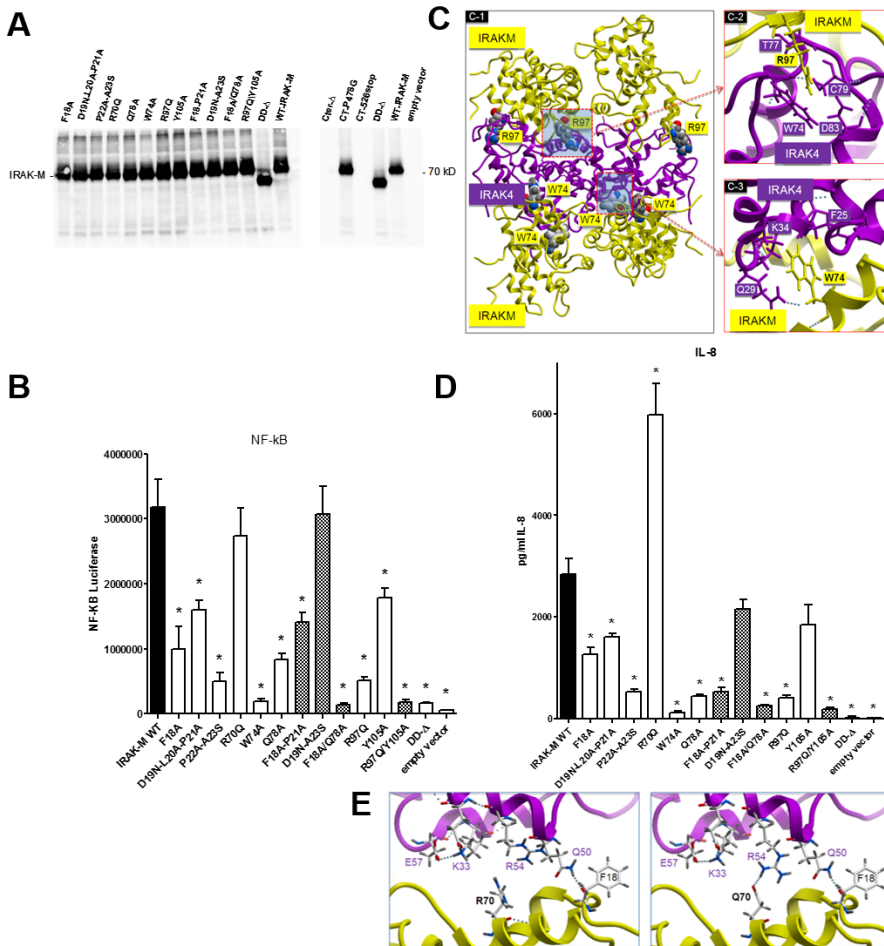 A
F18A
D19N-L20A-P21A
P22A-A23S
R70Q
Q78A
W74A
R97Q
Y105A
F18-P21A
D19N-A23S
F18A/Q78A
R97Q/Y105A
DD-Δ
WT-IRAK-M
CT.P478G
CT-S26stop
DD-Δ
WT-IRAK-M
empty vector
IRAK-M -
- 70 kD
C
C-1
IRAKM
R97
R97
R97
IRAK4
W74
W74
W74
W74
IRAKM
C-2
IRAKM
T77
R97
C79
W74
D83
IRAK4
C-3
IRAK4
F25
K34
W74
Q29
IRAKM
B
NF-kB
NF-KB Luciferase
4000000
3000000
2000000
1000000
0
* * * * * * * * * * * *
IRAK-M WT
F18A
D19N-L20A-P21A
P22A-A23S
R70Q
W74A
Q78A
F18A-P21A
D19N-A23S
F18A/Q78A
R97Q
Y105A
R97Q/Y105A
DD-Δ
empty vector
D
IL-8
pg/ml IL-8
6000
4000
2000
0
* * * * * * * * * * * *
IRAK-M WT
F18A
D19N-L20A-P21A
P22A-A23S
R70Q
W74A
Q78A
F18A-P21A
D19N-A23S
F18A/Q78A
R97Q
Y105A
R97Q/Y105A
DD-Δ
empty vector
E
E57
K33
R54
Q50
F18
R70
E57
K33
R54
Q50
F18
Q70